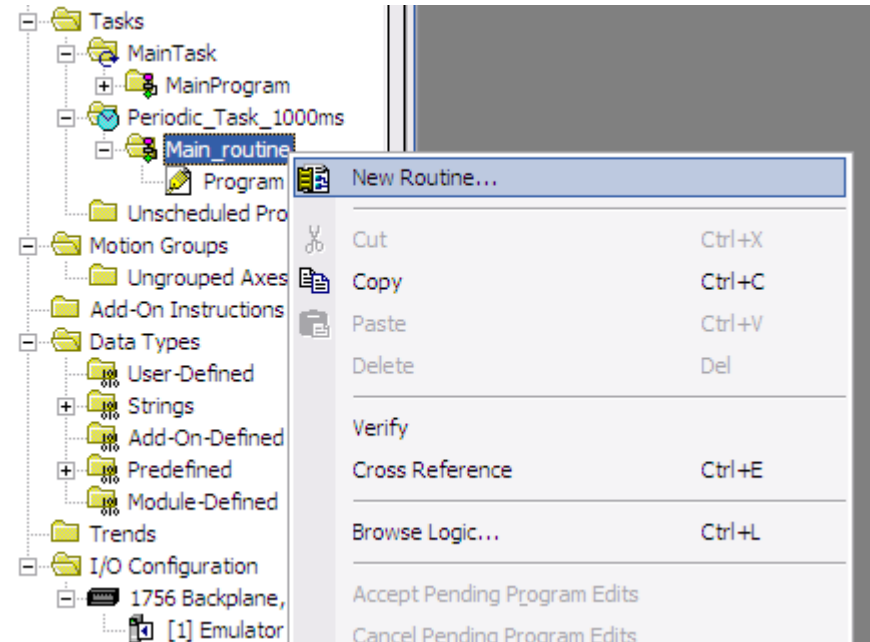 Tasks
MainTask
MainProgram
Periodic_Task_1000ms
Main_routine
Program
Unscheduled Pro
Motion Groups
Ungrouped Axes
Add-On Instructions
Data Types
User-Defined
Strings
Add-On-Defined
Predefined
Module-Defined
Trends
I/O Configuration
1756 Backplane,
[1] Emulator
New Routine...
Cut Ctrl+X
Copy Ctrl+C
Paste Ctrl+V
Delete Del
Verify
Cross Reference Ctrl+E
Browse Logic... Ctrl+L
Accept Pending Program Edits
Cancel Pending Program Edits